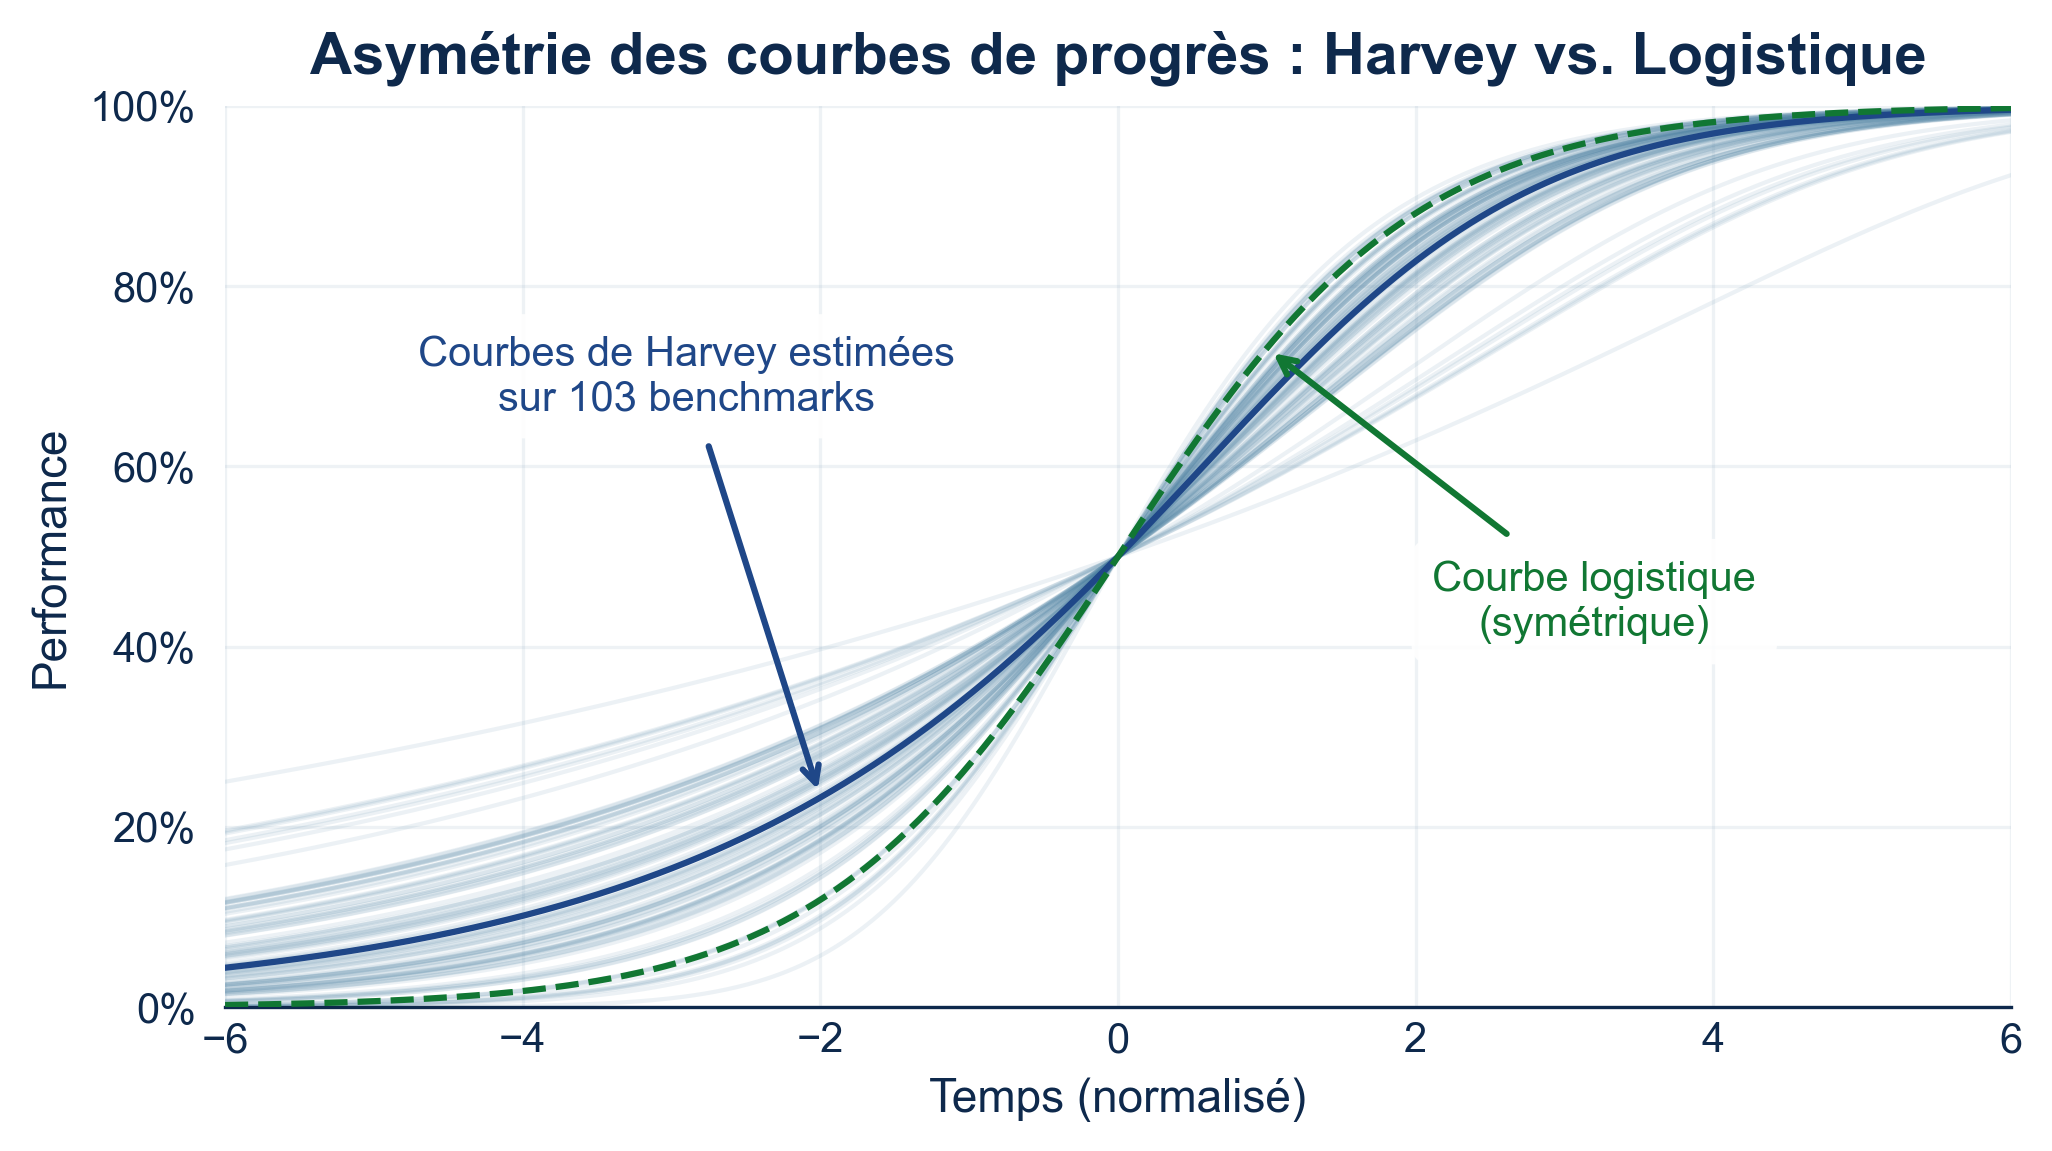 Asymétrie des courbes de progrès : Harvey vs. Logistique
100%
80%
60%
40%
20%
0%
Performance
Courbes de Harvey estimées
sur 103 benchmarks
Courbe logistique
(symétrique)
−6
−4
−2
0
2
4
6
Temps (normalisé)